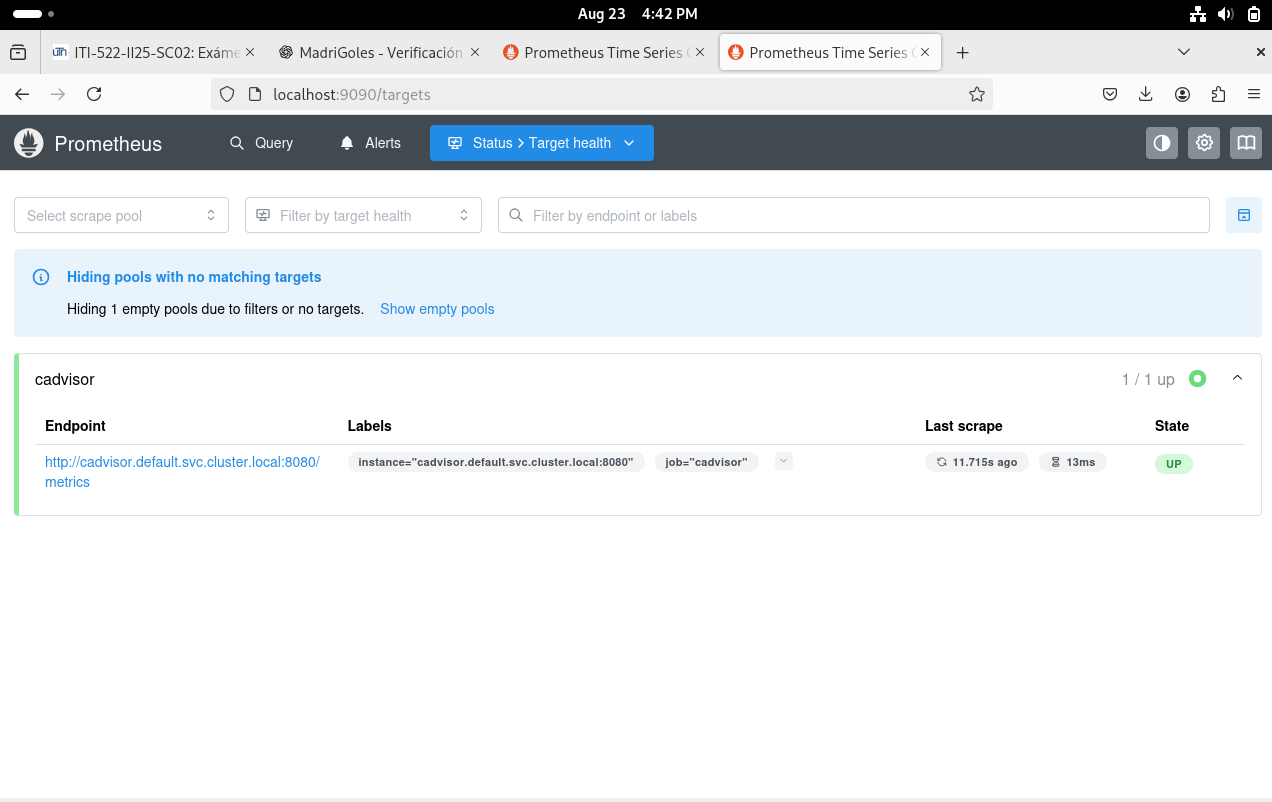 Aug 23 4:42 PM
ITI-522-II25-SC02: Exáme
MadriGoles - Verificación
Prometheus Time Series
Prometheus Time Series
localhost:9090/targets
Prometheus
Query
Alerts
Status > Target health
Select scrape pool
Filter by target health
Filter by endpoint or labels
Hiding pools with no matching targets
Hiding 1 empty pools due to filters or no targets. Show empty pools
cadvisor
1 / 1 up
Endpoint Labels Last scrape State
http://cadvisor.default.svc.cluster.local:8080/ instance="cadvisor.default.svc.cluster.local:8080" job="cadvisor" 11.715s ago 13ms UP
metrics